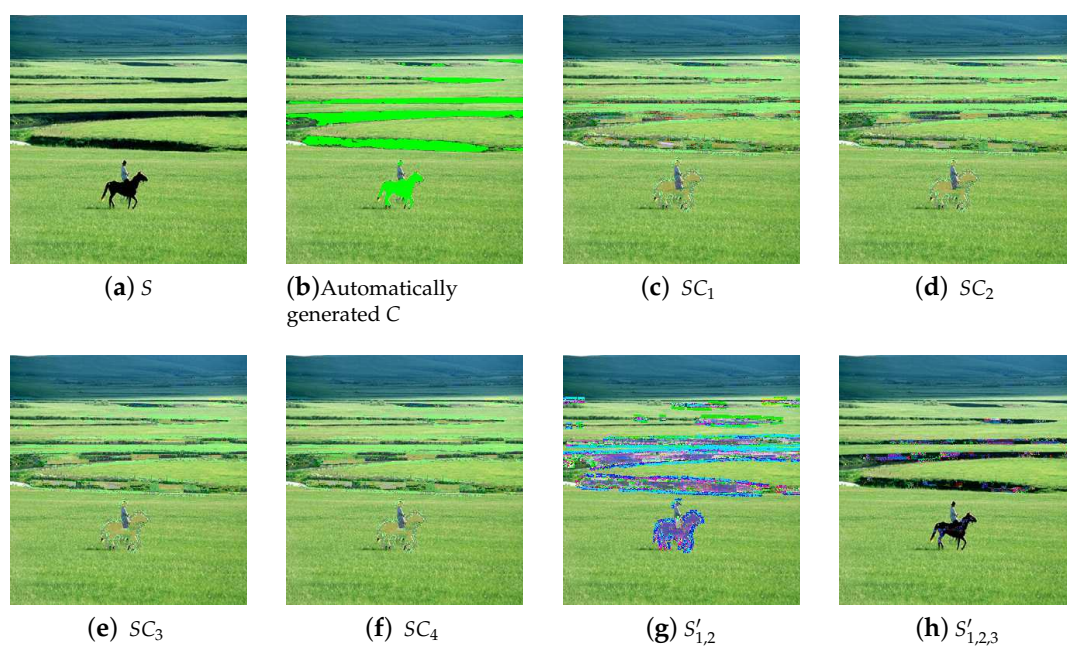 (a) S
(b)Automatically
generated C
(c) SC₁
(d) SC₂
(e) SC₃
(f) SC₄
(g) S′₁,₂
(h) S′₁,₂,₃